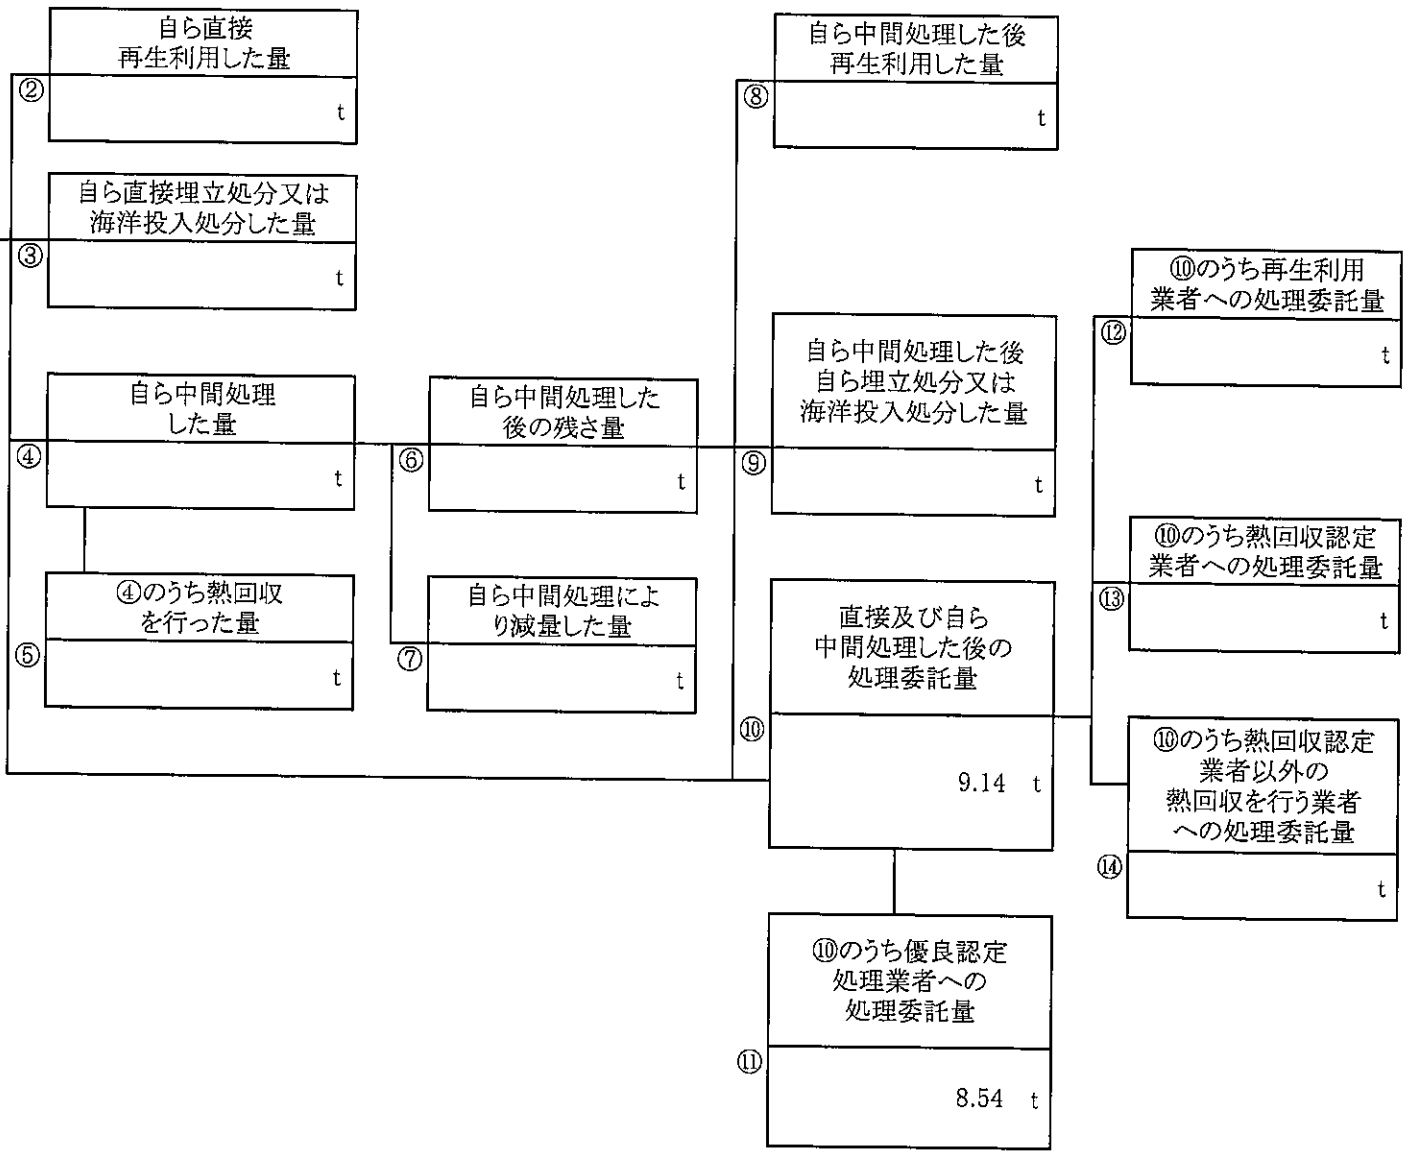 自ら直接
再生利用した量
②
t
自ら直接埋立処分又は
海洋投入処分した量
③
t
自ら中間処理
した量
④
t
④のうち熱回収
を行った量
⑤
t
自ら中間処理した
後の残さ量
⑥
t
自ら中間処理によ
り減量した量
⑦
t
自ら中間処理した後
再生利用した量
⑧
t
自ら中間処理した後
自ら埋立処分又は
海洋投入処分した量
⑨
t
直接及び自ら
中間処理した後の
処理委託量
⑩
9.14 t
⑩のうち優良認定
処理業者への
処理委託量
⑪
8.54 t
⑩のうち再生利用
業者への処理委託量
⑫
t
⑩のうち熱回収認定
業者への処理委託量
⑬
t
⑩のうち熱回収認定
業者以外の
熱回収を行う業者
への処理委託量
⑭
t